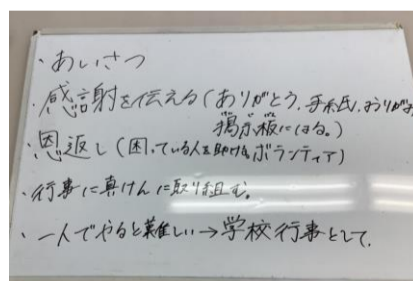 ・あいさつ
・感謝を伝える(ありがとう、手紙、
掲示板にはる。)
・恩返し(困っている人を助ける、ボランティア)
・行事に真けんに取り組む。
・一人でやると難しい→学校行事として、